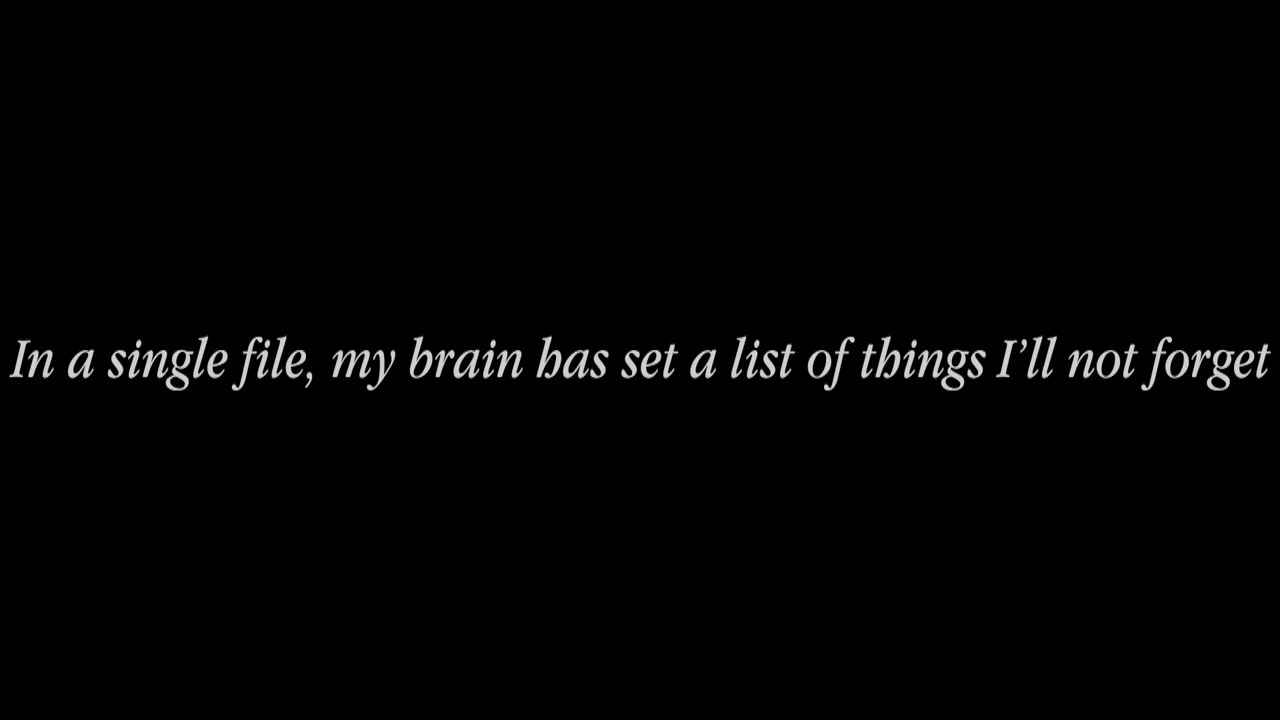 In a single file, my brain has set a list of things I’ll not forget